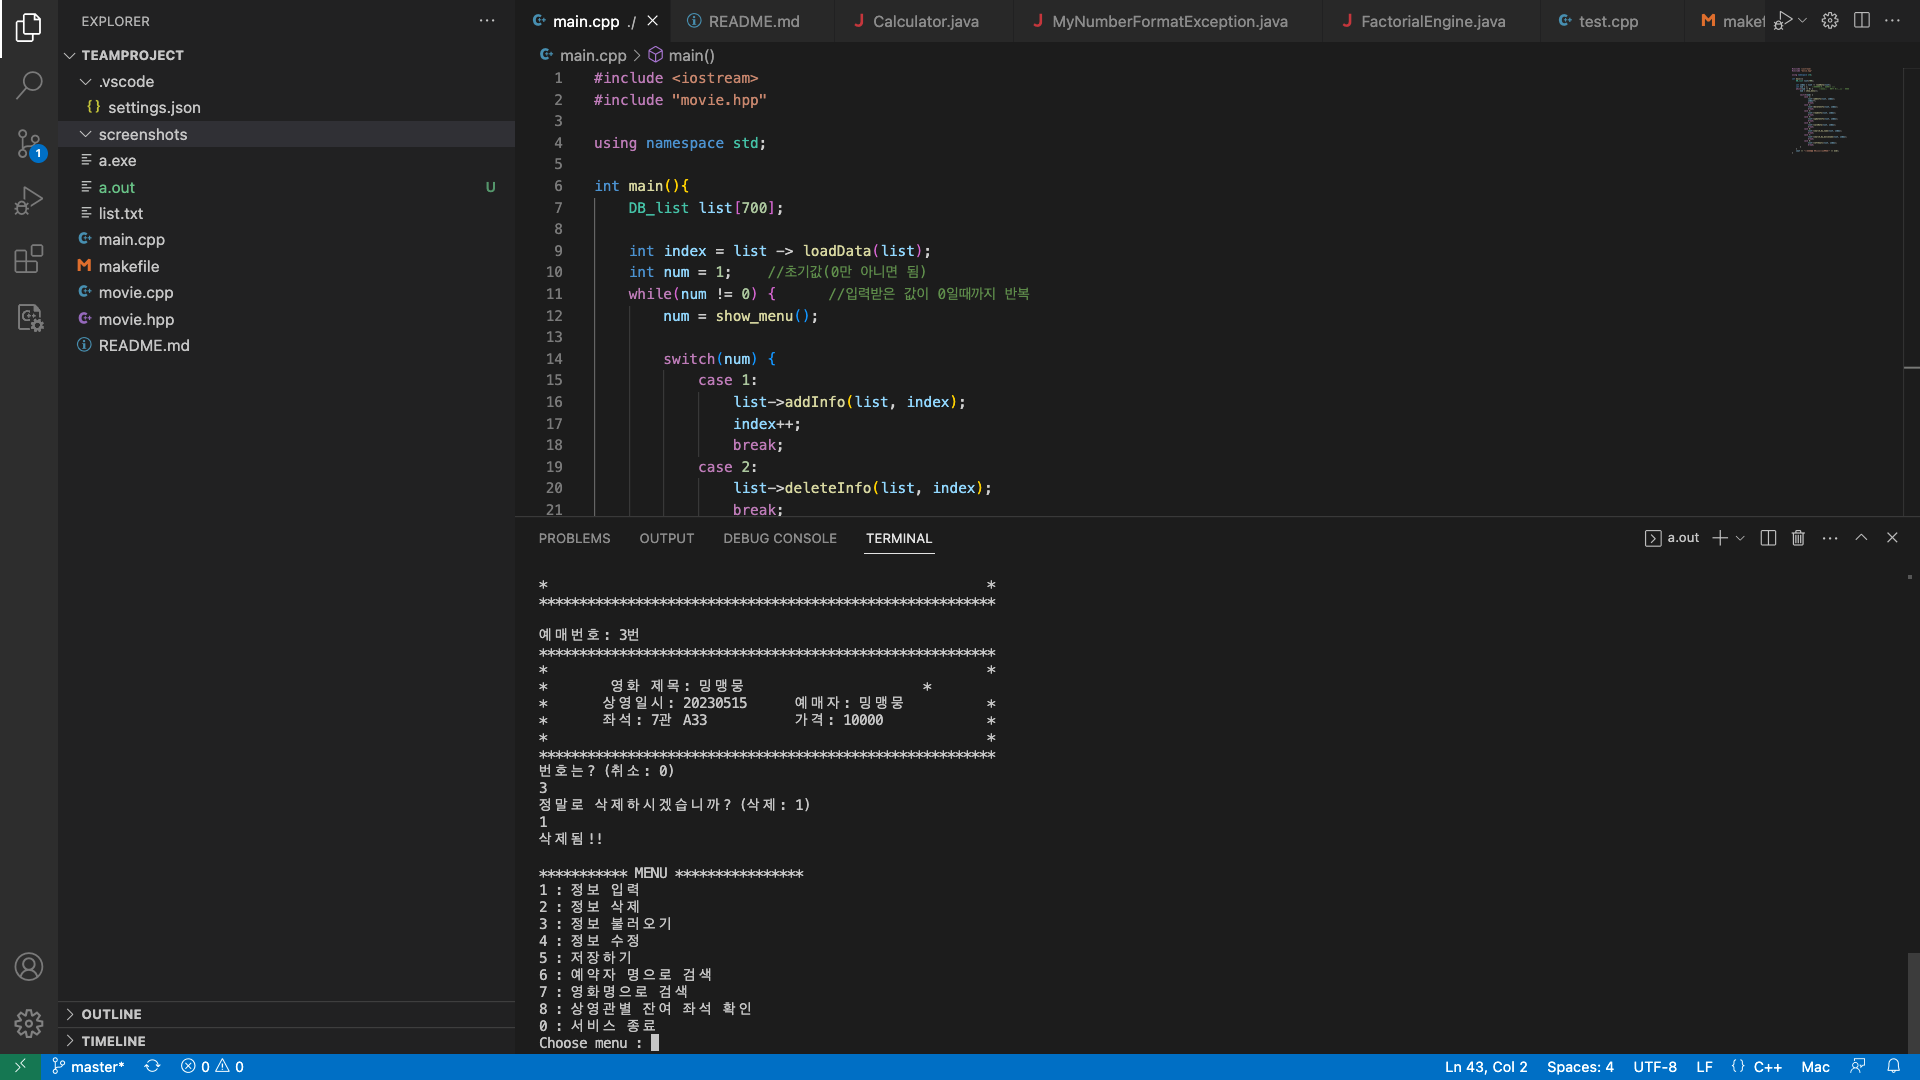 EXPLORER
main.cpp ./
README.md
Calculator.java
MyNumberFormatException.java
FactorialEngine.java
test.cpp
makef
TEAMPROJECT
.vscode
{} settings.json
screenshots
a.exe
a.out U
list.txt
main.cpp
makefile
movie.cpp
movie.hpp
README.md
OUTLINE
TIMELINE
1
main.cpp > main()
1 #include <iostream>
2 #include "movie.hpp"
3
4 using namespace std;
5
6 int main(){
7 DB_list list[700];
8
9 int index = list -> loadData(list);
10 int num = 1; //초기값(0만 아니면 됨)
11 while(num != 0) { //입력받은 값이 0일때까지 반복
12 num = show_menu();
13
14 switch(num) {
15 case 1:
16 list->addInfo(list, index);
17 index++;
18 break;
19 case 2:
20 list->deleteInfo(list, index);
21 break;
PROBLEMS OUTPUT DEBUG CONSOLE TERMINAL
a.out
* *
*********************************************************
예매번호: 3번
*********************************************************
* *
* 영화 제목: 밍맹뭉 *
* 상영일시: 20230515 예매자: 밍맹뭉 *
* 좌석: 7관 A33 가격: 10000 *
* *
*********************************************************
번호는? (취소: 0)
3
정말로 삭제하시겠습니까? (삭제: 1)
1
삭제됨!!
*********** MENU ****************
1 : 정보 입력
2 : 정보 삭제
3 : 정보 불러오기
4 : 정보 수정
5 : 저장하기
6 : 예약자 명으로 검색
7 : 영화명으로 검색
8 : 상영관별 잔여 좌석 확인
0 : 서비스 종료
Choose menu :
master* 0 0 Ln 43, Col 2 Spaces: 4 UTF-8 LF {} C++ Mac